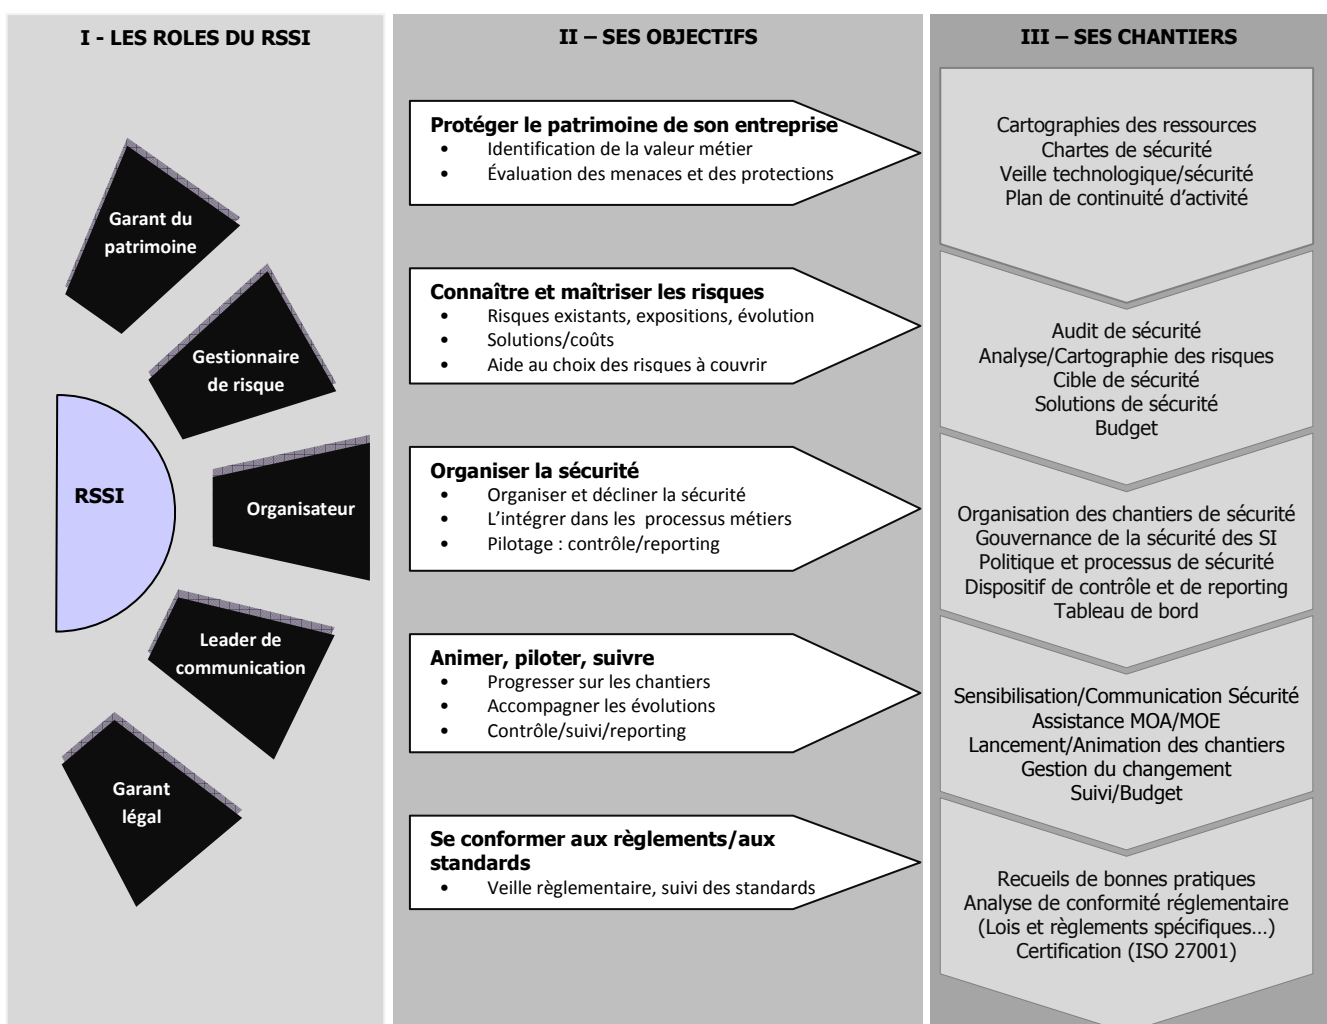 I - LES ROLES DU RSSI
Garant du
patrimoine
Gestionnaire
de risque
RSSI
Organisateur
Leader de
communication
Garant
légal
II – SES OBJECTIFS
Protéger le patrimoine de son entreprise
• Identification de la valeur métier
• Évaluation des menaces et des protections
Connaître et maîtriser les risques
• Risques existants, expositions, évolution
• Solutions/coûts
• Aide au choix des risques à couvrir
Organiser la sécurité
• Organiser et décliner la sécurité
• L'intégrer dans les processus métiers
• Pilotage : contrôle/reporting
Animer, piloter, suivre
• Progresser sur les chantiers
• Accompagner les évolutions
• Contrôle/suivi/reporting
Se conformer aux règlements/aux
standards
• Veille règlementaire, suivi des standards
III – SES CHANTIERS
Cartographies des ressources
Chartes de sécurité
Veille technologique/sécurité
Plan de continuité d'activité
Audit de sécurité
Analyse/Cartographie des risques
Cible de sécurité
Solutions de sécurité
Budget
Organisation des chantiers de sécurité
Gouvernance de la sécurité des SI
Politique et processus de sécurité
Dispositif de contrôle et de reporting
Tableau de bord
Sensibilisation/Communication Sécurité
Assistance MOA/MOE
Lancement/Animation des chantiers
Gestion du changement
Suivi/Budget
Recueils de bonnes pratiques
Analyse de conformité réglementaire
(Lois et règlements spécifiques…)
Certification (ISO 27001)